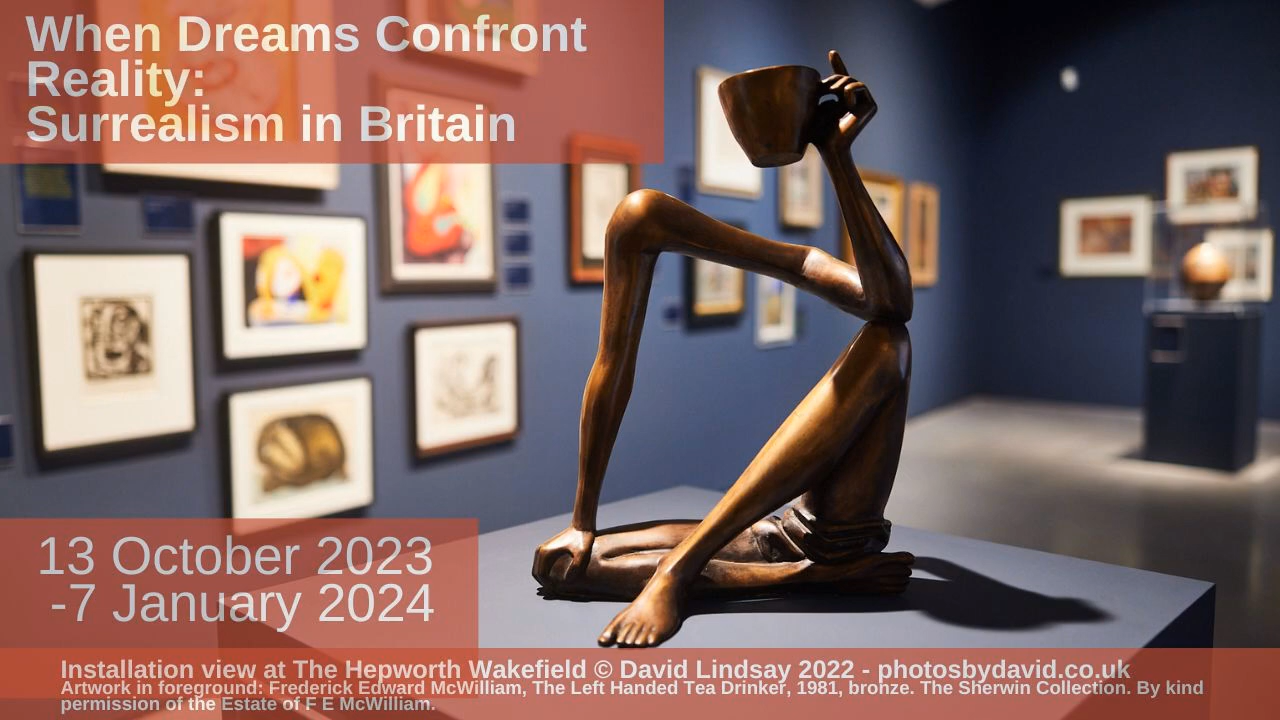 When Dreams Confront
Reality:
Surrealism in Britain
13 October 2023
-7 January 2024
Installation view at The Hepworth Wakefield © David Lindsay 2022 - photosbydavid.co.uk
Artwork in foreground: Frederick Edward McWilliam, The Left Handed Tea Drinker, 1981, bronze. The Sherwin Collection. By kind
permission of the Estate of F E McWilliam.